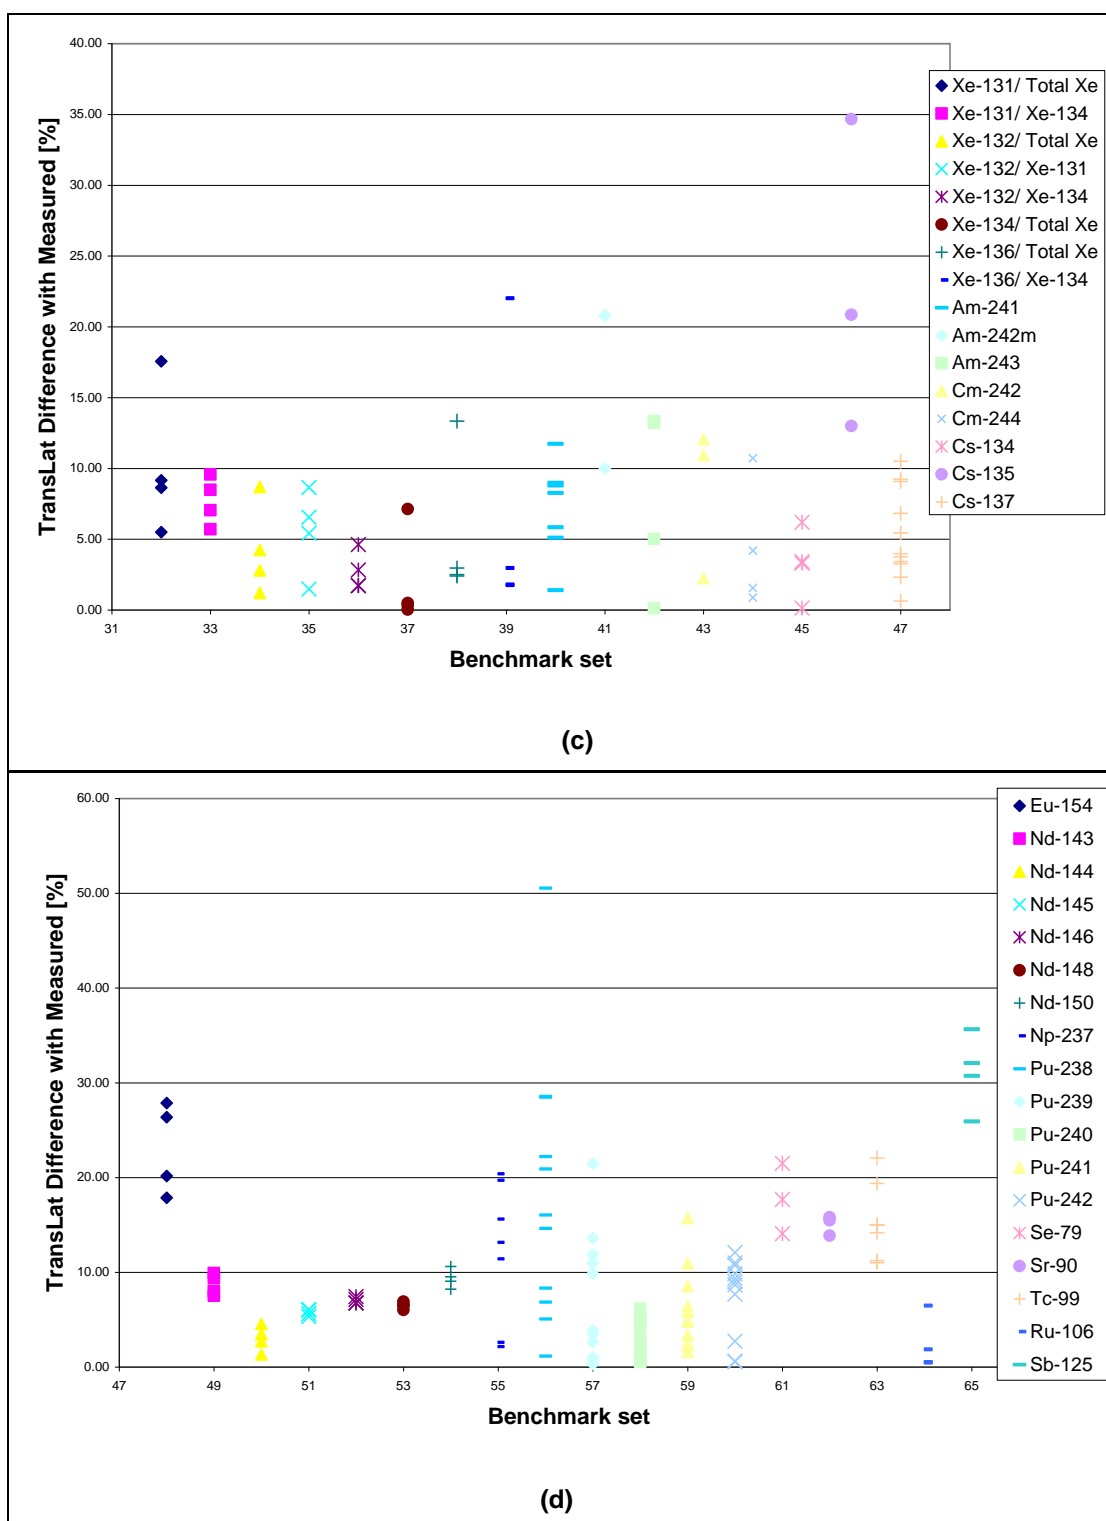 40.00
35.00
30.00
25.00
20.00
15.00
10.00
5.00
0.00
31 33 35 37 39 41 43 45 47
TransLat Difference with Measured [%]
Benchmark set
Xe-131/ Total Xe
Xe-131/ Xe-134
Xe-132/ Total Xe
Xe-132/ Xe-131
Xe-132/ Xe-134
Xe-134/ Total Xe
Xe-136/ Total Xe
Xe-136/ Xe-134
Am-241
Am-242m
Am-243
Cm-242
Cm-244
Cs-134
Cs-135
Cs-137
(c)
60.00
50.00
40.00
30.00
20.00
10.00
0.00
47 49 51 53 55 57 59 61 63 65
TransLat Difference with Measured [%]
Benchmark set
Eu-154
Nd-143
Nd-144
Nd-145
Nd-146
Nd-148
Nd-150
Np-237
Pu-238
Pu-239
Pu-240
Pu-241
Pu-242
Se-79
Sr-90
Tc-99
Ru-106
Sb-125
(d)